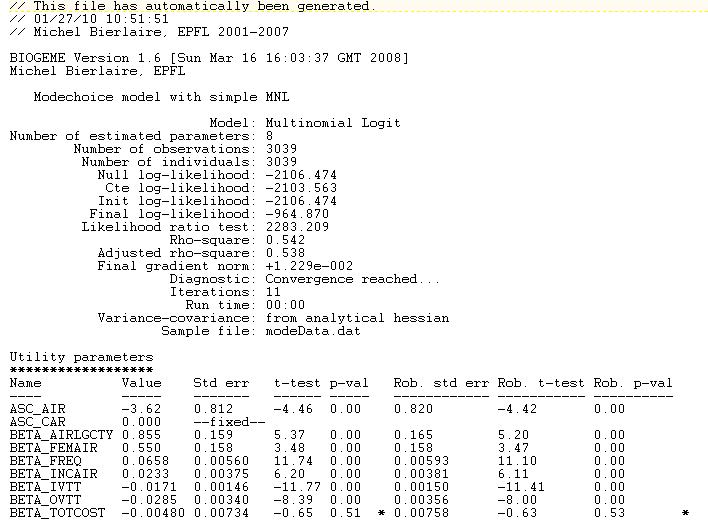 // This file has automatically been generated.
// 01/27/10 10:51:51
// Michel Bierlaire, EPFL 2001-2007
BIOGEME Version 1.6 [Sun Mar 16 16:03:37 GMT 2008]
Michel Bierlaire, EPFL
Modechoice model with simple MNL
Model: Multinomial Logit
Number of estimated parameters: 8
Number of observations: 3039
Number of individuals: 3039
Null log-likelihood: -2106.474
Cte log-likelihood: -2103.563
Init log-likelihood: -2106.474
Final log-likelihood: -964.870
Likelihood ratio test: 2283.209
Rho-square: 0.542
Adjusted rho-square: 0.538
Final gradient norm: +1.229e-002
Diagnostic: Convergence reached...
Iterations: 11
Run time: 00:00
Variance-covariance: from analytical hessian
Sample file: modeData.dat
Utility parameters
******************
Name Value Std err t-test p-val Rob. std err Rob. t-test Rob. p-val
---- ----- ------- ------ ----- ------------ ----------- ----------
ASC_AIR -3.62 0.812 -4.46 0.00 0.820 -4.42 0.00
ASC_CAR 0.000 --fixed--
BETA_AIRLGCTY 0.855 0.159 5.37 0.00 0.165 5.20 0.00
BETA_FEMAIR 0.550 0.158 3.48 0.00 0.158 3.47 0.00
BETA_FREQ 0.0658 0.00560 11.74 0.00 0.00593 11.10 0.00
BETA_INCAIR 0.0233 0.00375 6.20 0.00 0.00381 6.11 0.00
BETA_IVTT -0.0171 0.00146 -11.77 0.00 0.00150 -11.41 0.00
BETA_OVTT -0.0285 0.00340 -8.39 0.00 0.00356 -8.00 0.00
BETA_TOTCOST -0.00480 0.00734 -0.65 0.51 * 0.00758 -0.63 0.53 *